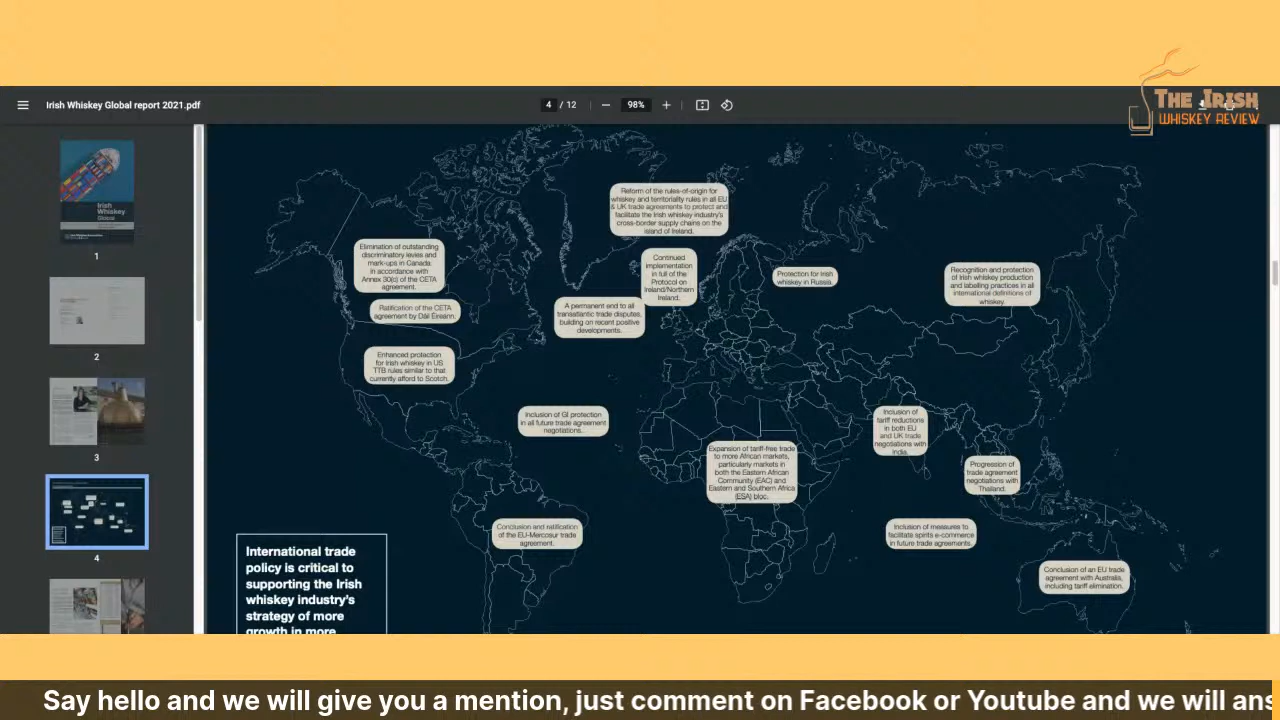 Irish Whiskey Global report 2021.pdf
4 / 12
98%
THE IRISH
WHISKEY REVIEW
Irish
Whiskey
Global
1
2
3
4
Reform of the rules-of-origin for
whiskey and territoriality rules in all EU
& UK trade agreements to protect and
facilitate the Irish whiskey industry's
cross-border supply chains on the
island of Ireland.
Elimination of outstanding
discriminatory levies and
mark-ups in Canada
in accordance with
Annex 30(c) of the CETA
agreement.
Continued
implementation
in full of the
Protocol on
Ireland/Northern
Ireland.
Protection for Irish
whiskey in Russia.
Recognition and protection
of Irish whiskey production
and labelling practices in all
international definitions of
whiskey.
Ratification of the CETA
agreement by Dáil Éireann.
A permanent end to all
transatlantic trade disputes,
building on recent positive
developments.
Enhanced protection
for Irish whiskey in US
TTB rules similar to that
currently afford to Scotch.
Inclusion of GI protection
in all future trade agreement
negotiations.
Inclusion of
tariff reductions
in both EU
and UK trade
negotiations with
India.
Expansion of tariff-free trade
to more African markets,
particularly markets in
both the Eastern African
Community (EAC) and
Eastern and Southern Africa
(ESA) bloc.
Progression of
trade agreement
negotiations with
Thailand.
Conclusion and ratification
of the EU-Mercosur trade
agreement.
Inclusion of measures to
facilitate spirits e-commerce
in future trade agreements.
Conclusion of an EU trade
agreement with Australia,
including tariff elimination.
International trade
policy is critical to
supporting the Irish
whiskey industry's
strategy of more
growth in more
Say hello and we will give you a mention, just comment on Facebook or Youtube and we will ans